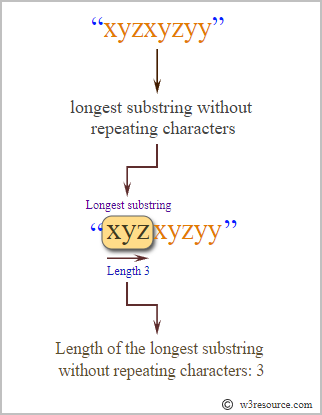 “xyzxyzyy”
longest substring without
repeating characters
Longest substring
“xyzxyzyy”
Length 3
Length of the longest substring
without repeating characters: 3
© w3resource.com